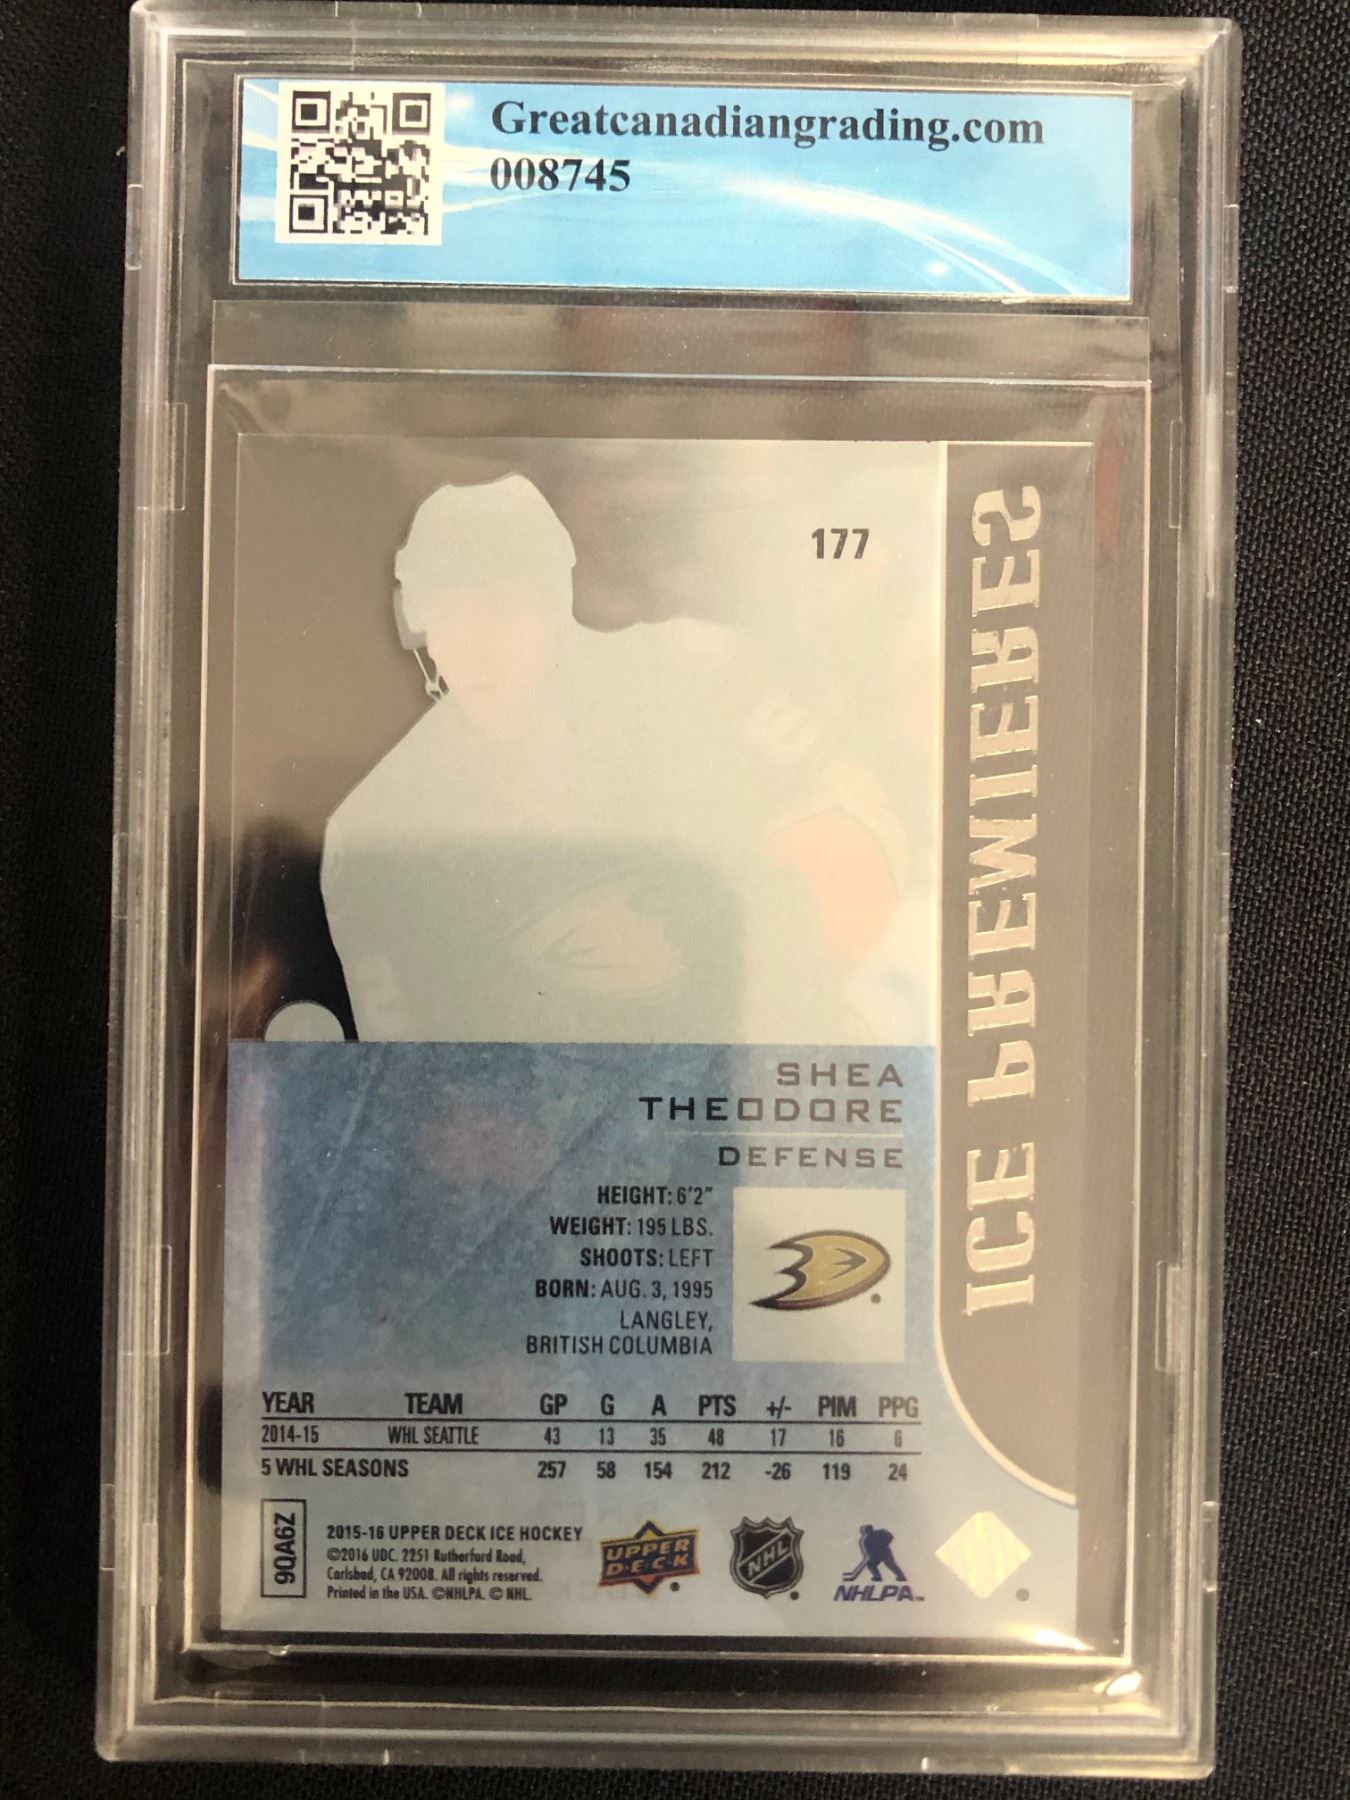 Greatcanadiangrading.com
008745
177
ICE PREMIERES
SHEA
THEODORE
DEFENSE
HEIGHT: 6'2"
WEIGHT: 195 LBS.
SHOOTS: LEFT
BORN: AUG. 3, 1995
LANGLEY,
BRITISH COLUMBIA
YEAR TEAM GP G A PTS +/- PIM PPG
2014-15 WHL SEATTLE 43 13 35 48 17 16 6
5 WHL SEASONS 257 58 154 212 -26 119 24
9QA6Z
2015-16 UPPER DECK ICE HOCKEY
©2016 UDC. 2251 Rutherford Road,
Carlsbad, CA 92008. All rights reserved.
Printed in the USA. ©NHLPA. © NHL.
UPPER
DECK
NHL
NHLPA™